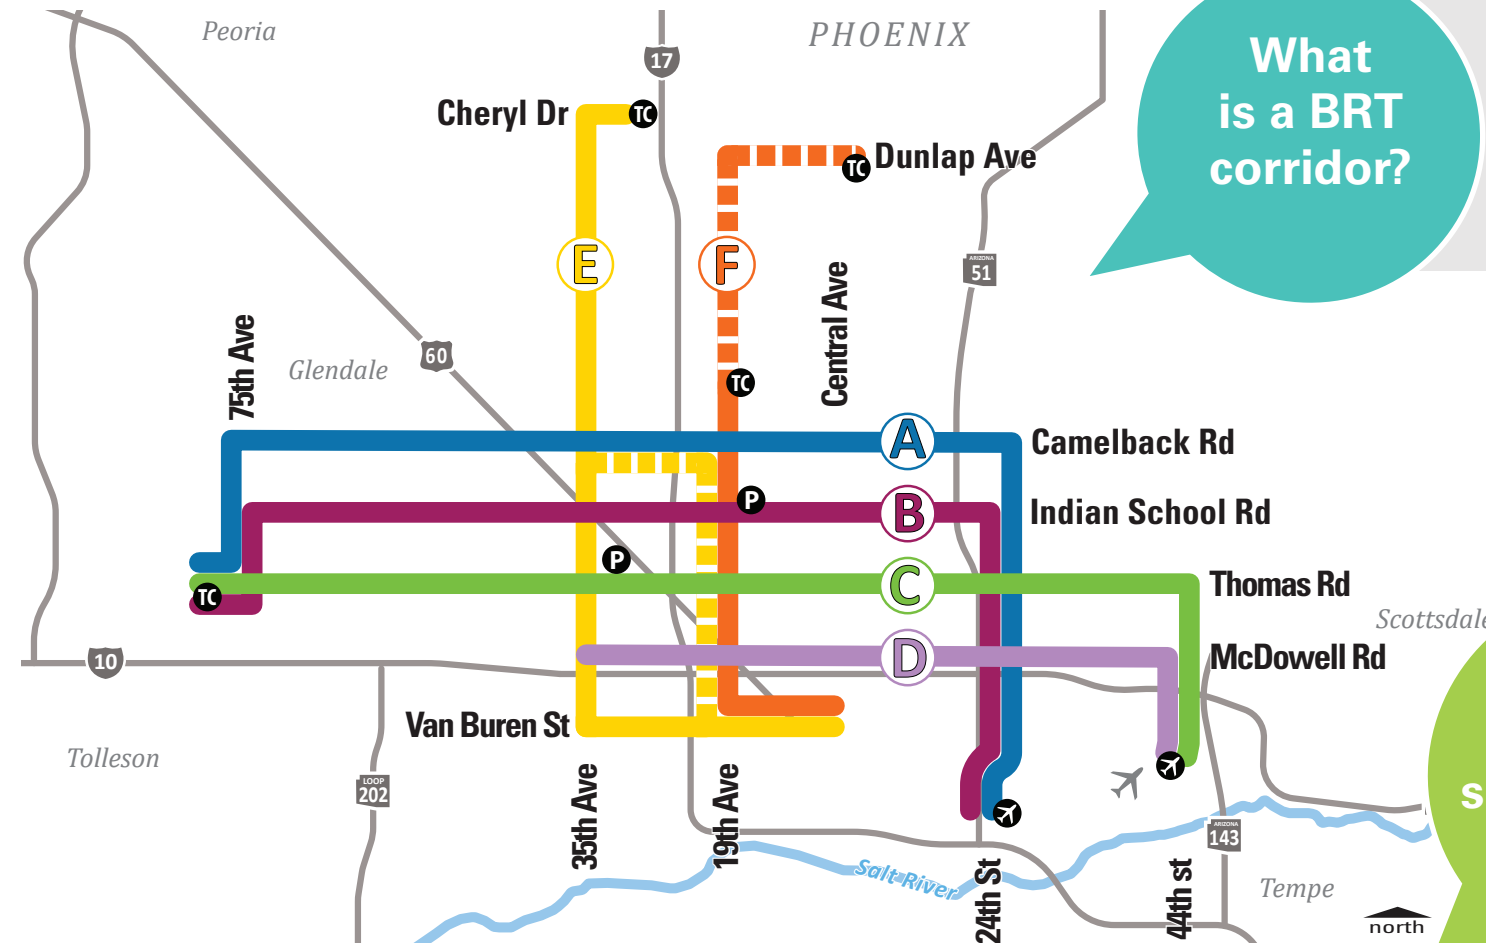 Peoria
PHOENIX
17
What
is a BRT
corridor?
Cheryl Dr
TC
Dunlap Ave
TC
E
F
ARIZONA
51
Central Ave
75th Ave
60
Glendale
TC
A
Camelback Rd
P
B
Indian School Rd
P
C
Thomas Rd
TC
Scottsdale
D
McDowell Rd
10
Van Buren St
Tolleson
LOOP
202
35th Ave
19th Ave
s
ARIZONA
143
Salt River
24th St
44th st
Tempe
north